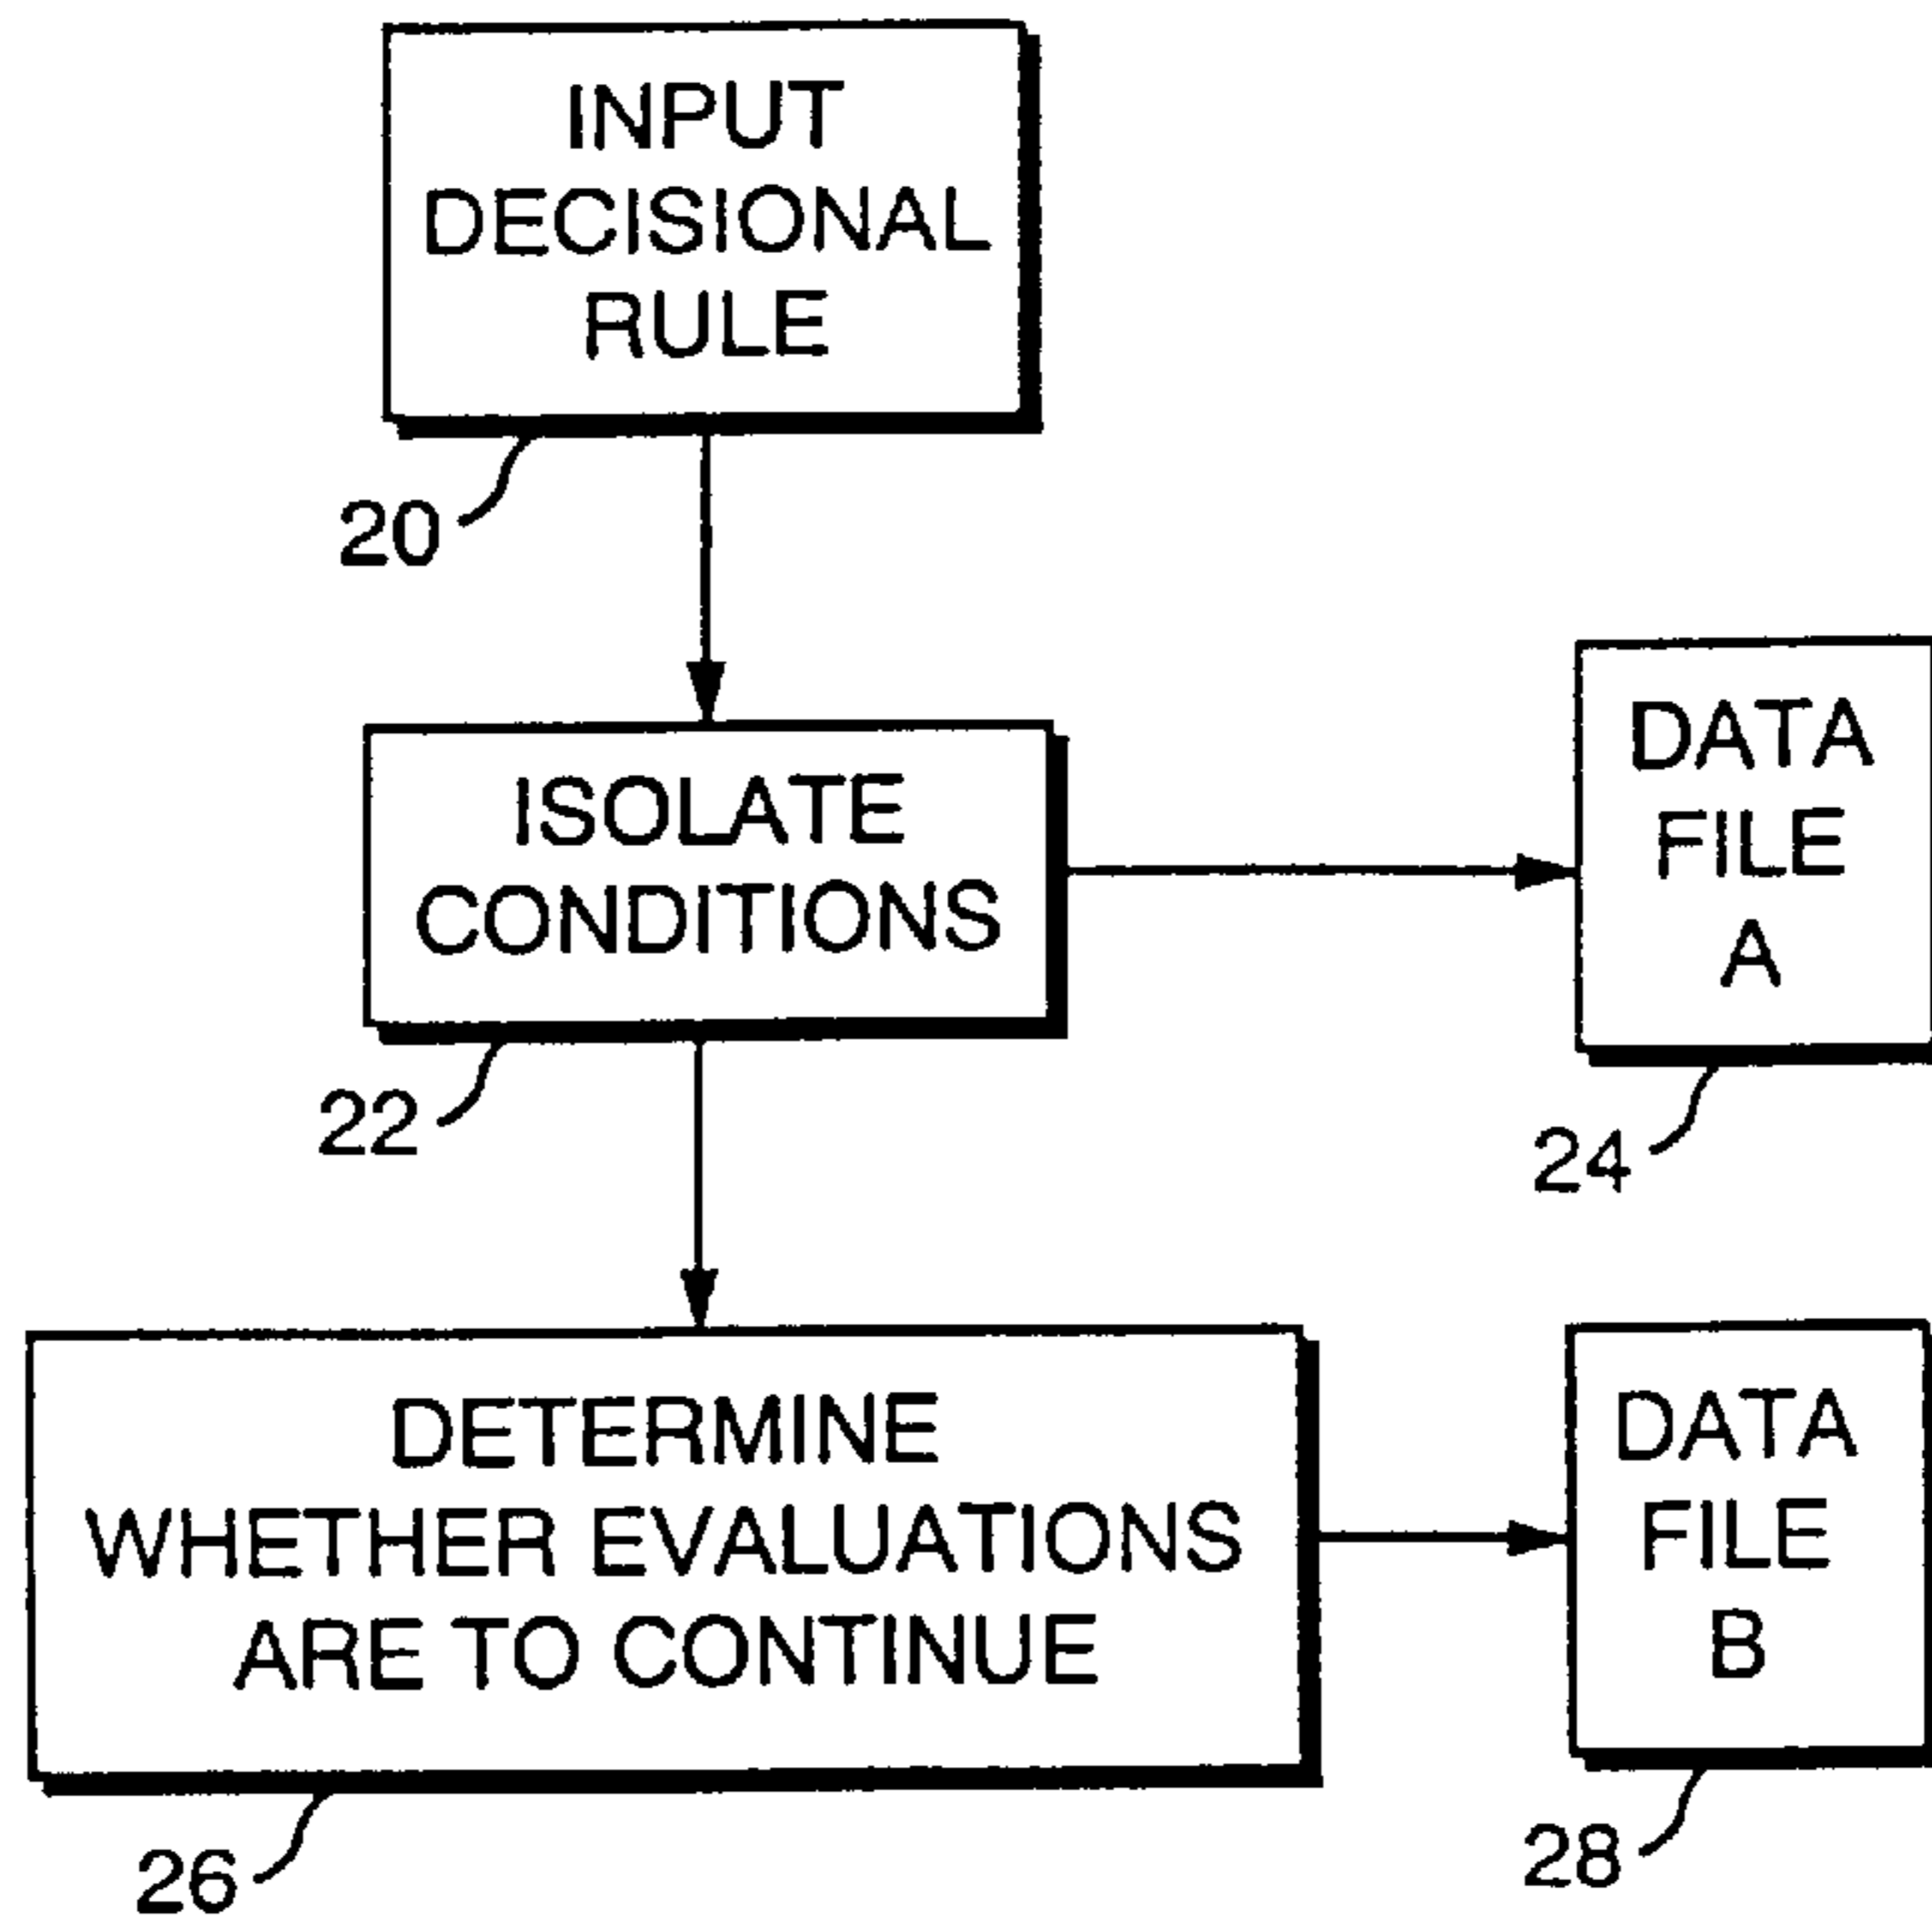 INPUT
DECISIONAL
RULE
20
ISOLATE
CONDITIONS
22
DATA
FILE
A
24
DETERMINE
WHETHER EVALUATIONS
ARE TO CONTINUE
26
DATA
FILE
B
28